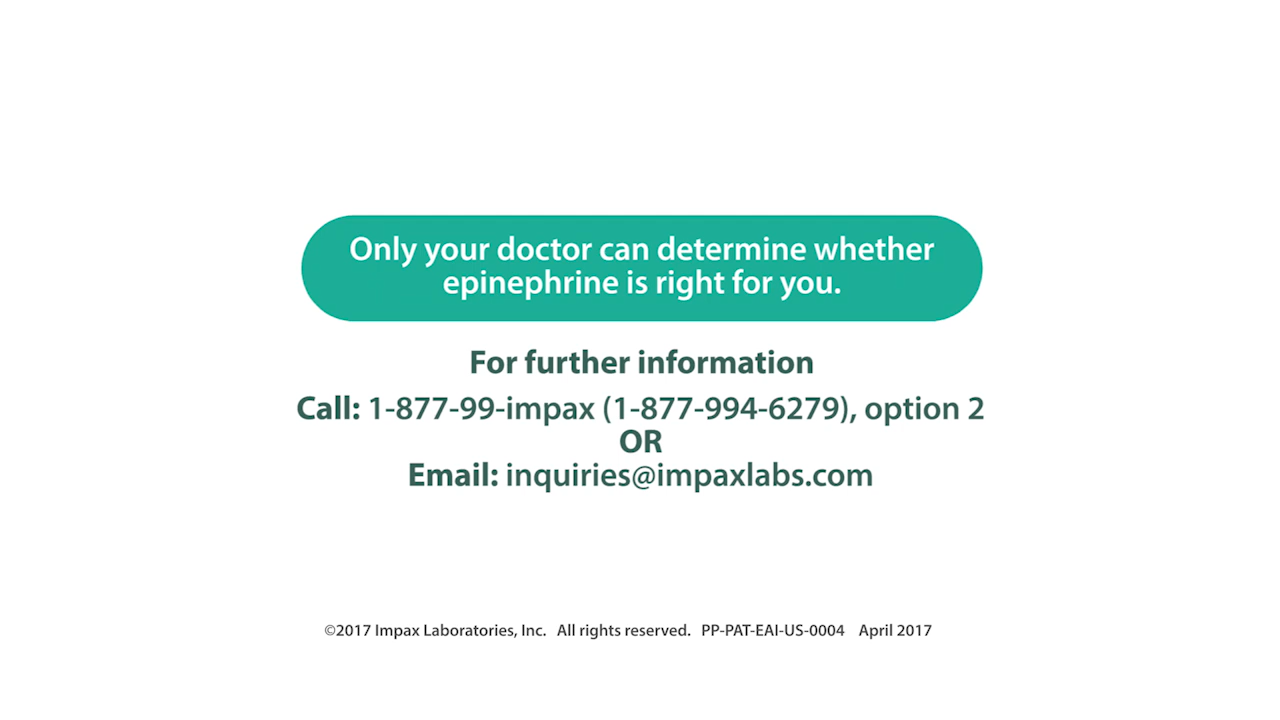 Only your doctor can determine whether
epinephrine is right for you.
For further information
Call: 1-877-99-impax (1-877-994-6279), option 2
OR
Email: inquiries@impaxlabs.com
©2017 Impax Laboratories, Inc. All rights reserved. PP-PAT-EAI-US-0004 April 2017